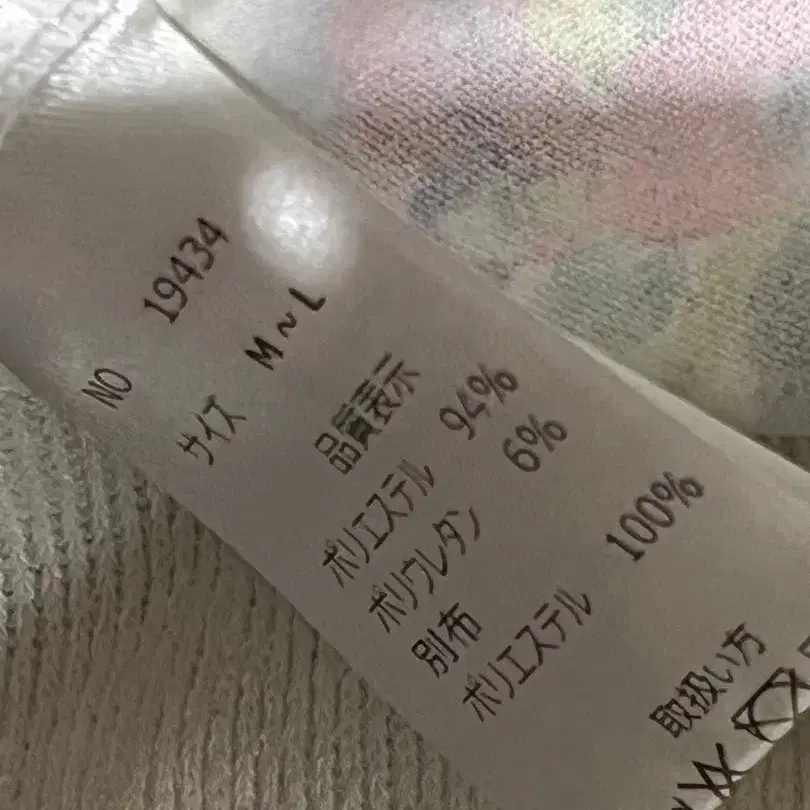 NO 19434
サイズ M～L
品質表示
ポリエステル 94%
ポリウレタン 6%
別布
ポリエステル 100%
取扱い方